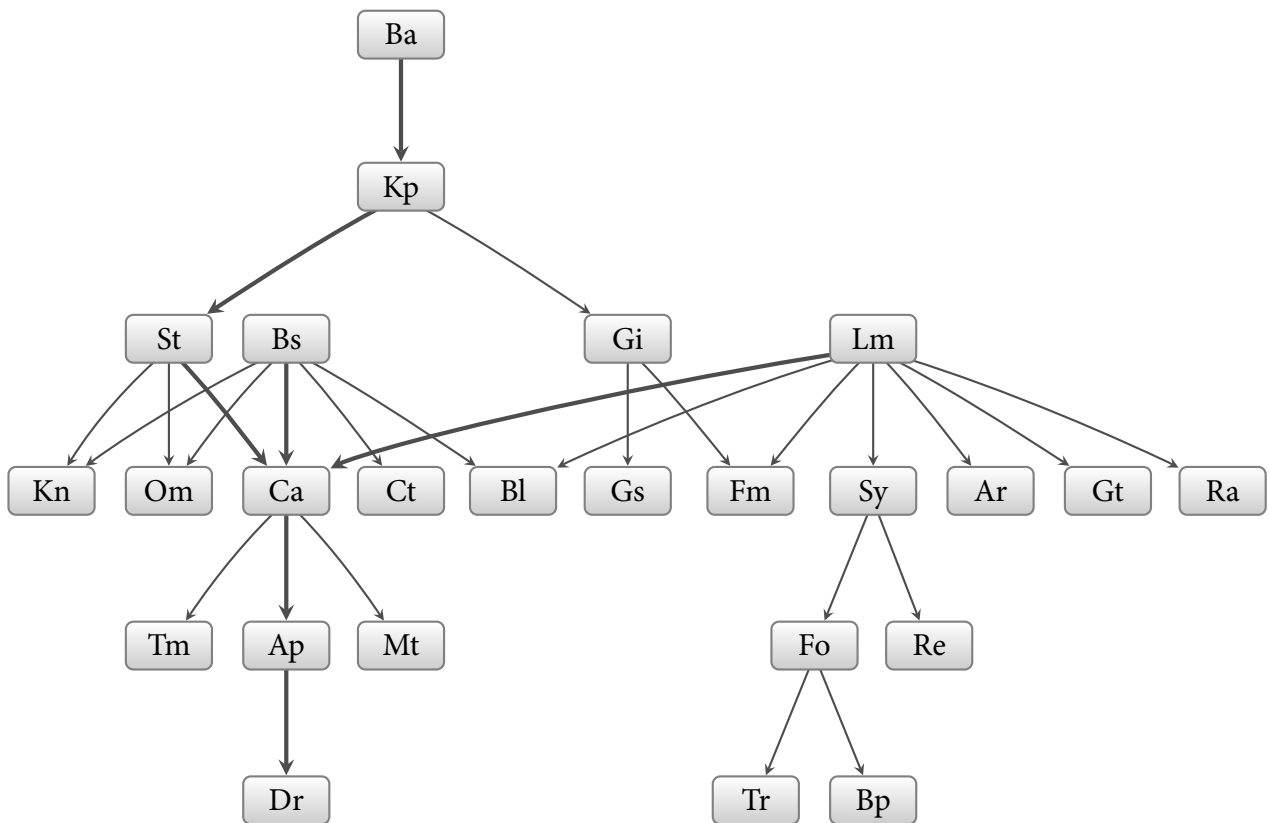 Ba
Kp
St Bs Gi Lm
Kn Om Ca Ct Bl Gs Fm Sy Ar Gt Ra
Tm Ap Mt Fo Re
Dr Tr Bp